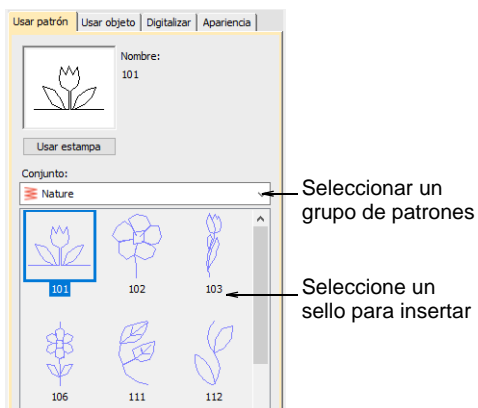 Usar patrón Usar objeto Digitalizar Apariencia
Nombre:
101
Usar estampa
Conjunto:
Nature
Seleccionar un
grupo de patrones
101 102 103
Seleccione un
sello para insertar
106 111 112